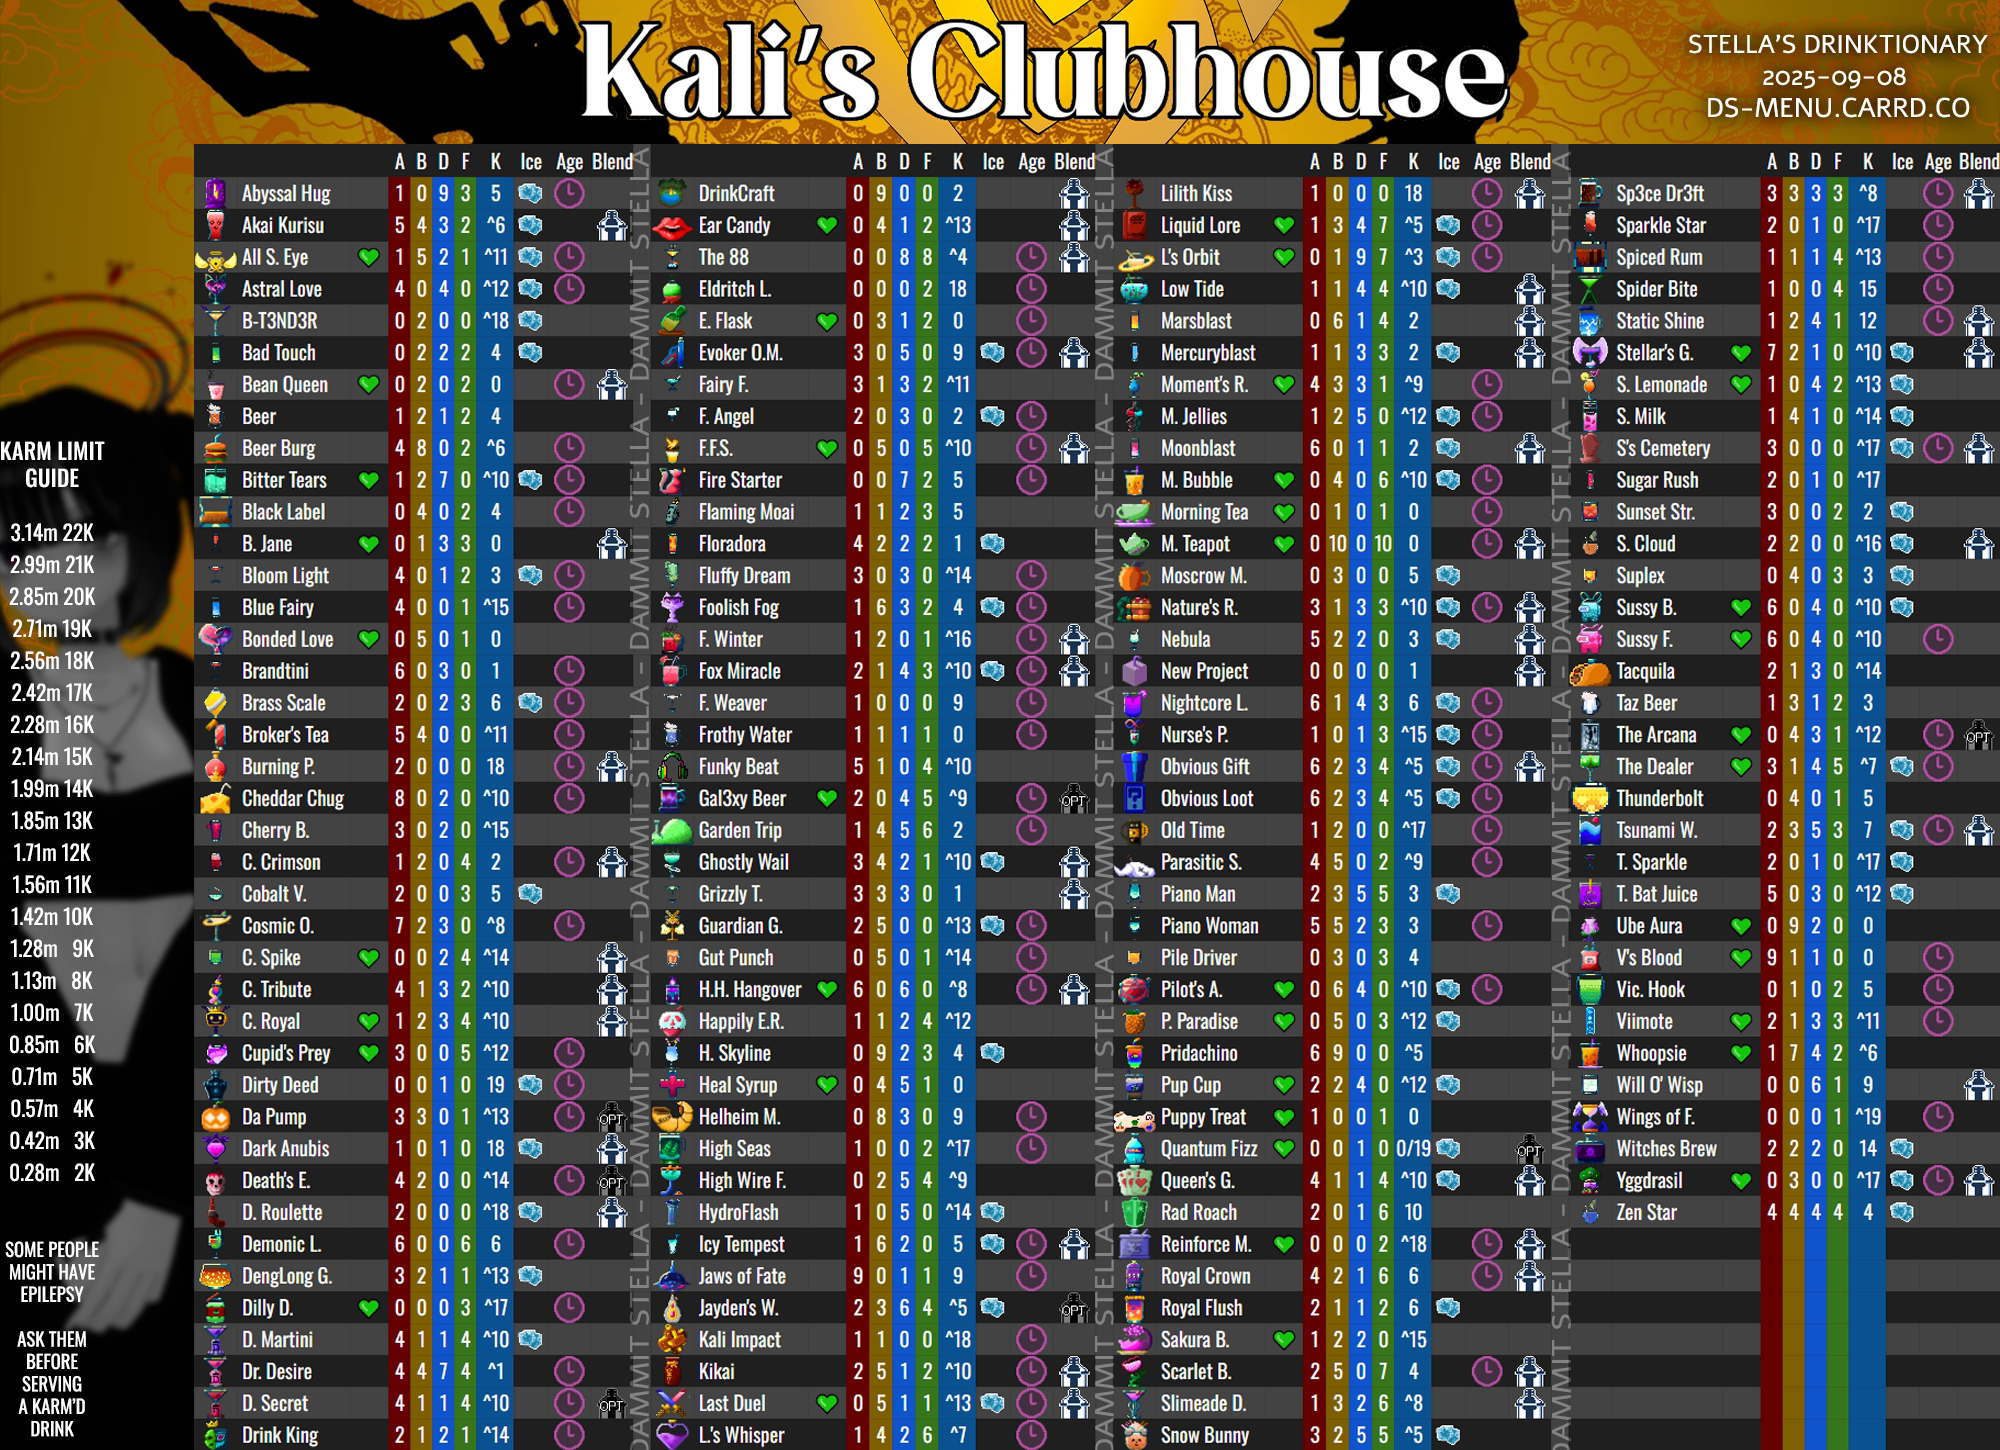 Kali's Clubhouse
STELLA'S DRINKTIONARY
2025-09-08
DS-MENU.CARRD.CO
KARM LIMIT
GUIDE
3.14m 22K
2.99m 21K
2.85m 20K
2.71m 19K
2.56m 18K
2.42m 17K
2.28m 16K
2.14m 15K
1.99m 14K
1.85m 13K
1.71m 12K
1.56m 11K
1.42m 10K
1.28m 9K
1.13m 8K
1.00m 7K
0.85m 6K
0.71m 5K
0.57m 4K
0.42m 3K
0.28m 2K
SOME PEOPLE
MIGHT HAVE
EPILEPSY
ASK THEM
BEFORE
SERVING
A KARM'D
DRINK
A B D F K Ice Age Blend
Abyssal Hug 1 0 9 3 5
Akai Kurisu 5 4 3 2 ^6
All S. Eye 1 5 2 1 ^11
Astral Love 4 0 4 0 ^12
B-T3ND3R 0 2 0 0 ^18
Bad Touch 0 2 2 2 4
Bean Queen 0 2 0 2 0
Beer 1 2 1 2 4
Beer Burg 4 8 0 2 ^6
Bitter Tears 1 2 7 0 ^10
Black Label 0 4 0 2 4
B. Jane 0 1 3 3 0
Bloom Light 4 0 1 2 3
Blue Fairy 4 0 0 1 ^15
Bonded Love 0 5 0 1 0
Brandtini 6 0 3 0 1
Brass Scale 2 0 2 3 6
Broker's Tea 5 4 0 0 ^11
Burning P. 2 0 0 0 18
Cheddar Chug 8 0 2 0 ^10
Cherry B. 3 0 2 0 ^15
C. Crimson 1 2 0 4 2
Cobalt V. 2 0 0 3 5
Cosmic O. 7 2 3 0 ^8
C. Spike 0 0 2 4 ^14
C. Tribute 4 1 3 2 ^10
C. Royal 1 2 3 4 ^10
Cupid's Prey 3 0 0 5 ^12
Dirty Deed 0 0 1 0 19
Da Pump 3 3 0 1 ^13 OPT
Dark Anubis 1 0 1 0 18
Death's E. 4 2 0 0 ^14 OPT
D. Roulette 2 0 0 0 ^18
Demonic L. 6 0 0 6 6
DengLong G. 3 2 1 1 ^13
Dilly D. 0 0 0 3 ^17
D. Martini 4 1 1 4 ^10
Dr. Desire 4 4 7 4 ^1
D. Secret 4 1 1 4 ^10 OPT
Drink King 2 1 2 1 ^14
A B D F K Ice Age Blend
DrinkCraft 0 9 0 0 2
Ear Candy 0 4 1 2 ^13
The 88 0 0 8 8 ^4
Eldritch L. 0 0 0 2 18
E. Flask 0 3 1 2 0
Evoker O.M. 3 0 5 0 9
Fairy F. 3 1 3 2 ^11
F. Angel 2 0 3 0 2
F.F.S. 0 5 0 5 ^10
Fire Starter 0 0 7 2 5
Flaming Moai 1 1 2 3 5
Floradora 4 2 2 2 1
Fluffy Dream 3 0 3 0 ^14
Foolish Fog 1 6 3 2 4
F. Winter 1 2 0 1 ^16
Fox Miracle 2 1 4 3 ^10
F. Weaver 1 0 0 0 9
Frothy Water 1 1 1 1 0
Funky Beat 5 1 0 4 ^10
Gal3xy Beer 2 0 4 5 ^9 OPT
Garden Trip 1 4 5 6 2
Ghostly Wail 3 4 2 1 ^10
Grizzly T. 3 3 3 0 1
Guardian G. 2 5 0 0 ^13
Gut Punch 0 5 0 1 ^14
H.H. Hangover 6 0 6 0 ^8
Happily E.R. 1 1 2 4 ^12
H. Skyline 0 9 2 3 4
Heal Syrup 0 4 5 1 0
Helheim M. 0 8 3 0 9
High Seas 1 0 0 2 ^17
High Wire F. 0 2 5 4 ^9
HydroFlash 1 0 5 0 ^14
Icy Tempest 1 6 2 0 5
Jaws of Fate 9 0 1 1 9
Jayden's W. 2 3 6 4 ^5 OPT
Kali Impact 1 1 0 0 ^18
Kikai 2 5 1 2 ^10
Last Duel 0 5 1 1 ^13
L.'s Whisper 1 4 2 6 ^7
A B D F K Ice Age Blend
Lilith Kiss 1 0 0 0 18
Liquid Lore 1 3 4 7 ^5
L's Orbit 0 1 9 7 ^3
Low Tide 1 1 4 4 ^10
Marsblast 0 6 1 4 2
Mercuryblast 1 1 3 3 2
Moment's R. 4 3 3 1 ^9
M. Jellies 1 2 5 0 ^12
Moonblast 6 0 1 1 2
M. Bubble 0 4 0 6 ^10
Morning Tea 0 1 0 1 0
M. Teapot 0 10 0 10 0
Moscrow M. 0 3 0 0 5
Nature's R. 3 1 3 3 ^10
Nebula 5 2 2 0 3
New Project 0 0 0 0 1
Nightcore L. 6 1 4 3 6
Nurse's P. 1 0 1 3 ^15
Obvious Gift 6 2 3 4 ^5
Obvious Loot 6 2 3 4 ^5
Old Time 1 2 0 0 ^17
Parasitic S. 4 5 0 2 ^9
Piano Man 2 3 5 5 3
Piano Woman 5 5 2 3 3
Pile Driver 0 3 0 3 4
Pilot's A. 0 6 4 0 ^10
P. Paradise 0 5 0 3 ^12
Pridachino 6 9 0 0 ^5
Pup Cup 2 2 4 0 ^12
Puppy Treat 1 0 0 1 0
Quantum Fizz 0 0 1 0 0/19 OPT
Queen's G. 4 1 1 4 ^10
Rad Roach 2 0 1 6 10
Reinforce M. 0 0 0 2 ^18
Royal Crown 4 2 1 6 6
Royal Flush 2 1 1 2 6
Sakura B. 1 2 2 0 ^15
Scarlet B. 2 5 0 7 4
Slimeade D. 1 3 2 6 ^8
Snow Bunny 3 2 5 5 ^5
A B D F K Ice Age Blend
Sp3ce Dr3ft 3 3 3 3 ^8
Sparkle Star 2 0 1 0 ^17
Spiced Rum 1 1 1 4 ^13
Spider Bite 1 0 0 4 15
Static Shine 1 2 4 1 12
Stellar's G. 7 2 1 0 ^10
S. Lemonade 1 0 4 2 ^13
S. Milk 1 4 1 0 ^14
S's Cemetery 3 0 0 0 ^17
Sugar Rush 2 0 1 0 ^17
Sunset Str. 3 0 0 2 2
S. Cloud 2 2 0 0 ^16
Suplex 0 4 0 3 3
Sussy B. 6 0 4 0 ^10
Sussy F. 6 0 4 0 ^10
Tacquila 2 1 3 0 ^14
Taz Beer 1 3 1 2 3
The Arcana 0 4 3 1 ^12 OPT
The Dealer 3 1 4 5 ^7
Thunderbolt 0 4 0 1 5
Tsunami W. 2 3 5 3 7
T. Sparkle 2 0 1 0 ^17
T. Bat Juice 5 0 3 0 ^12
Ube Aura 0 9 2 0 0
V's Blood 9 1 1 0 0
Vic. Hook 0 1 0 2 5
Viimote 2 1 3 3 ^11
Whoopsie 1 7 4 2 ^6
Will O' Wisp 0 0 6 1 9
Wings of F. 0 0 0 1 ^19
Witches Brew 2 2 2 0 14
Yggdrasil 0 3 0 0 ^17
Zen Star 4 4 4 4 4
DAMMIT STELLA - DAMMIT STELLA - DAMMIT STELLA - DAMMIT STELLA
DAMMIT STELLA - DAMMIT STELLA - DAMMIT STELLA - DAMMIT STELLA
DAMMIT STELLA - DAMMIT STELLA - DAMMIT STELLA - DAMMIT STELLA